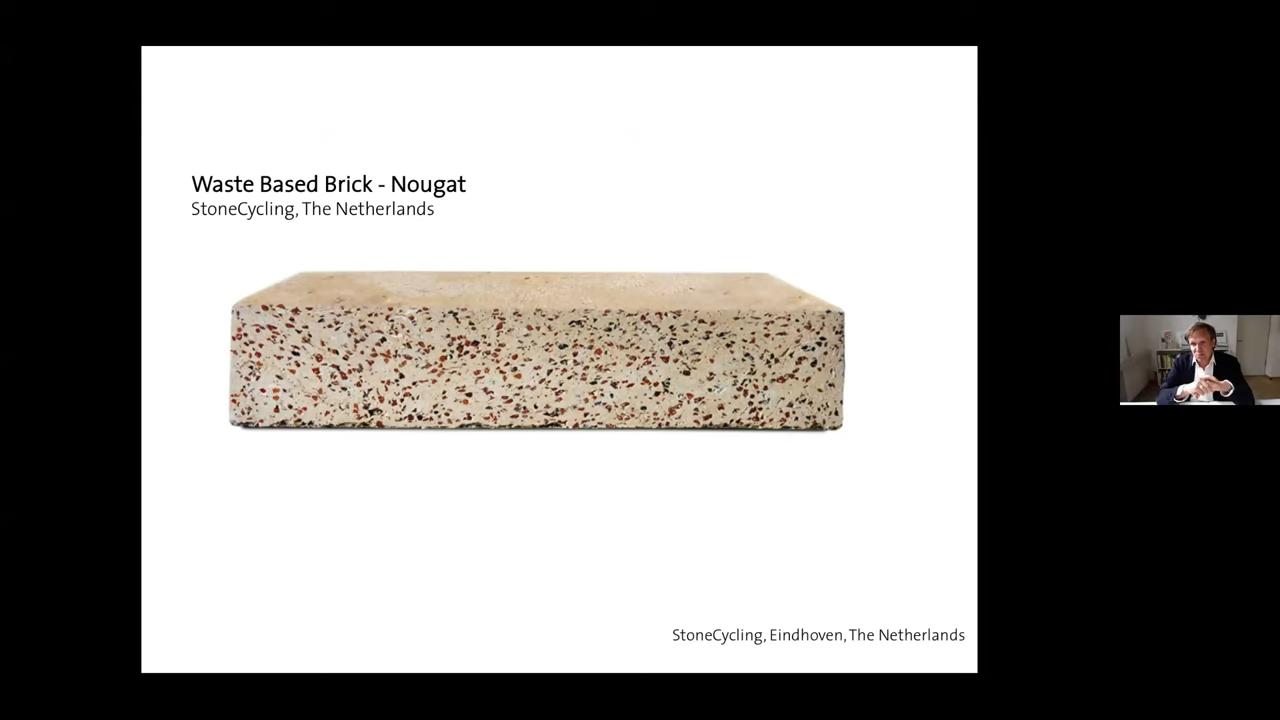 Waste Based Brick - Nougat
StoneCycling, The Netherlands
StoneCycling, Eindhoven, The Netherlands